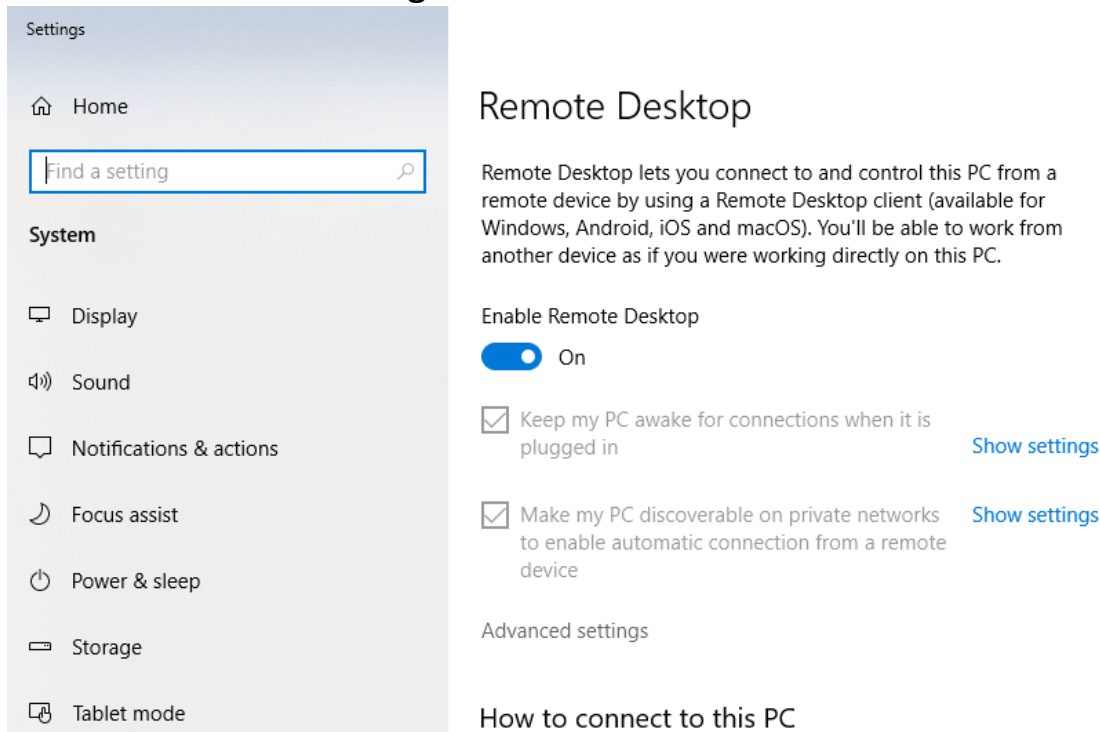 Settings
Home
Find a setting
System
Display
Sound
Notifications & actions
Focus assist
Power & sleep
Storage
Tablet mode
Remote Desktop
Remote Desktop lets you connect to and control this PC from a
remote device by using a Remote Desktop client (available for
Windows, Android, iOS and macOS). You'll be able to work from
another device as if you were working directly on this PC.
Enable Remote Desktop
On
Keep my PC awake for connections when it is
plugged in
Show settings
Make my PC discoverable on private networks
to enable automatic connection from a remote
device
Show settings
Advanced settings
How to connect to this PC